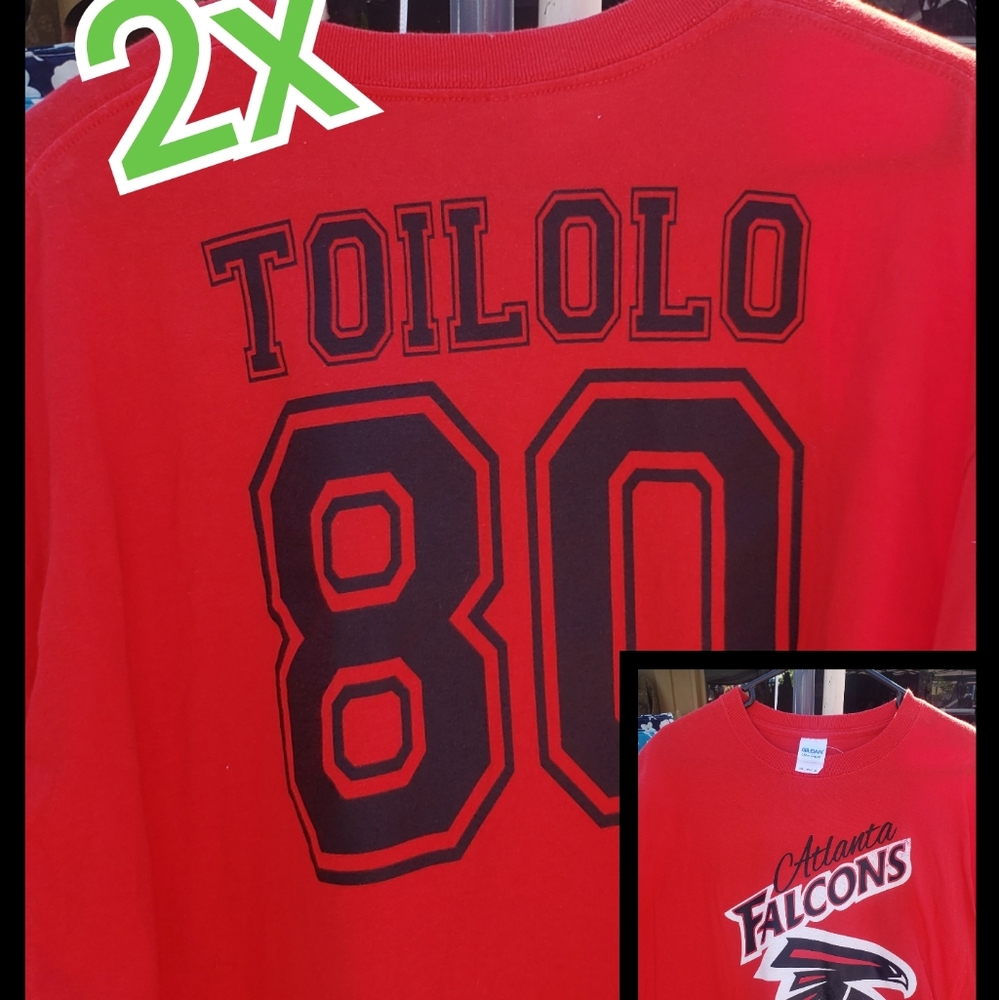 2x
TOILOLO
80
Atlanta
FALCONS